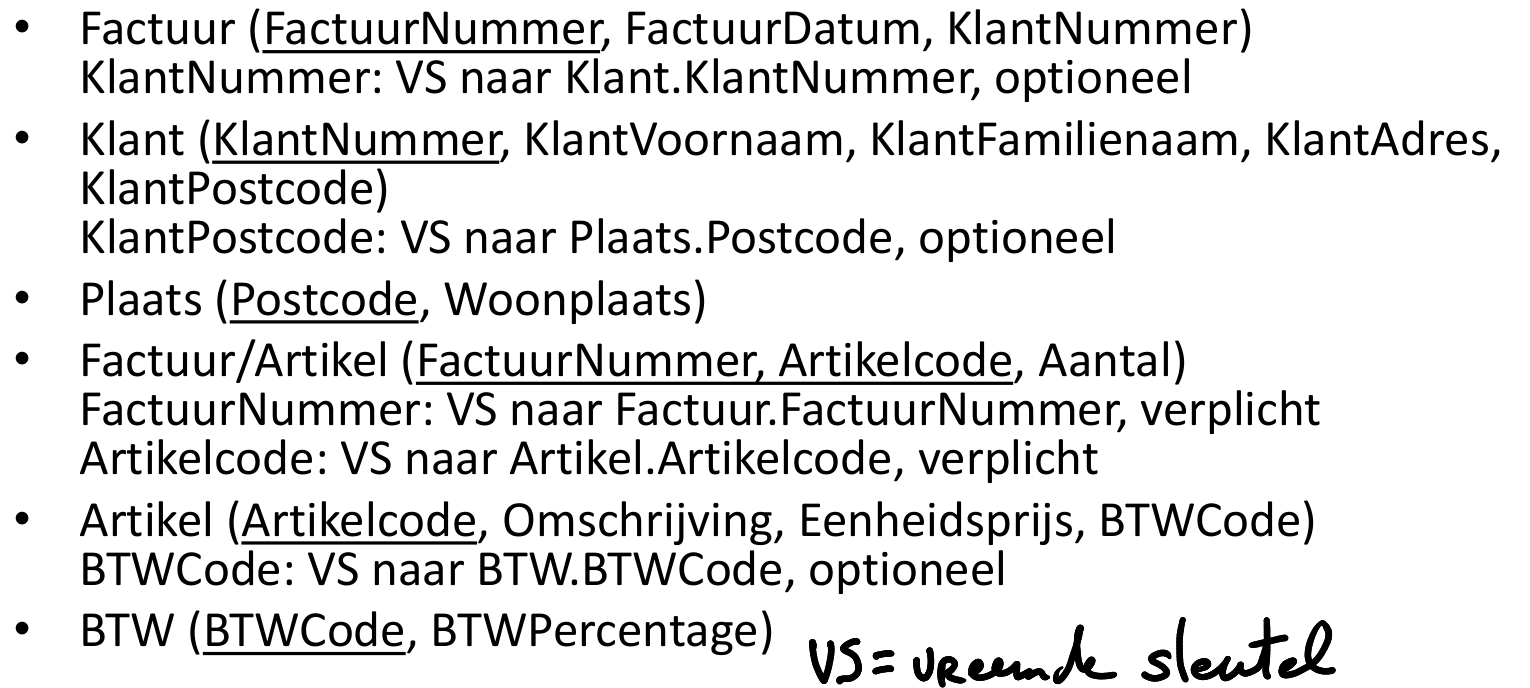 • Factuur (FactuurNummer, FactuurDatum, KlantNummer)
KlantNummer: VS naar Klant.KlantNummer, optioneel
• Klant (KlantNummer, KlantVoornaam, KlantFamilienaam, KlantAdres,
KlantPostcode)
KlantPostcode: VS naar Plaats.Postcode, optioneel
• Plaats (Postcode, Woonplaats)
• Factuur/Artikel (FactuurNummer, Artikelcode, Aantal)
FactuurNummer: VS naar Factuur.FactuurNummer, verplicht
Artikelcode: VS naar Artikel.Artikelcode, verplicht
• Artikel (Artikelcode, Omschrijving, Eenheidsprijs, BTWCode)
BTWCode: VS naar BTW.BTWCode, optioneel
• BTW (BTWCode, BTWPercentage)
VS = vreemde sleutel